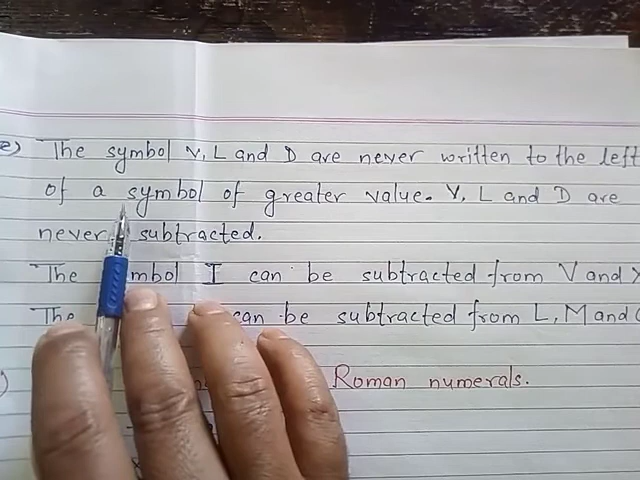 e) The symbol V, L and D are never written to the left
of a symbol of greater value. V, L and D are
never subtracted.
The symbol I can be subtracted from V and X
The can be subtracted from L, M and C
) Roman numerals.